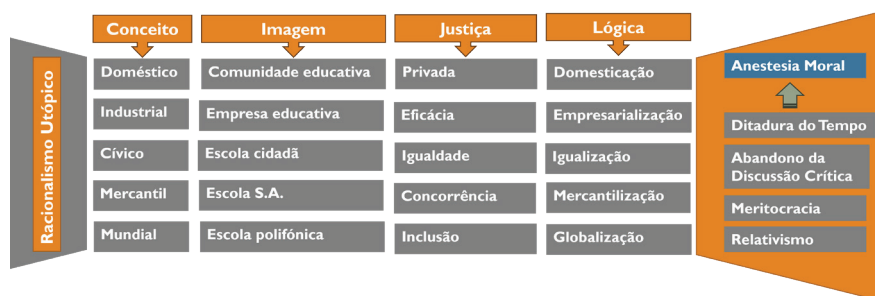 Conceito
Imagem
Justiça
Lógica
Racionalismo Utópico
Doméstico
Comunidade educativa
Privada
Domesticação
Industrial
Empresa educativa
Eficácia
Empresarialização
Cívico
Escola cidadã
Igualdade
Igualização
Mercantil
Escola S.A.
Concorrência
Mercantilização
Mundial
Escola polifónica
Inclusão
Globalização
Anestesia Moral
Ditadura do Tempo
Abandono da
Discussão Crítica
Meritocracia
Relativismo